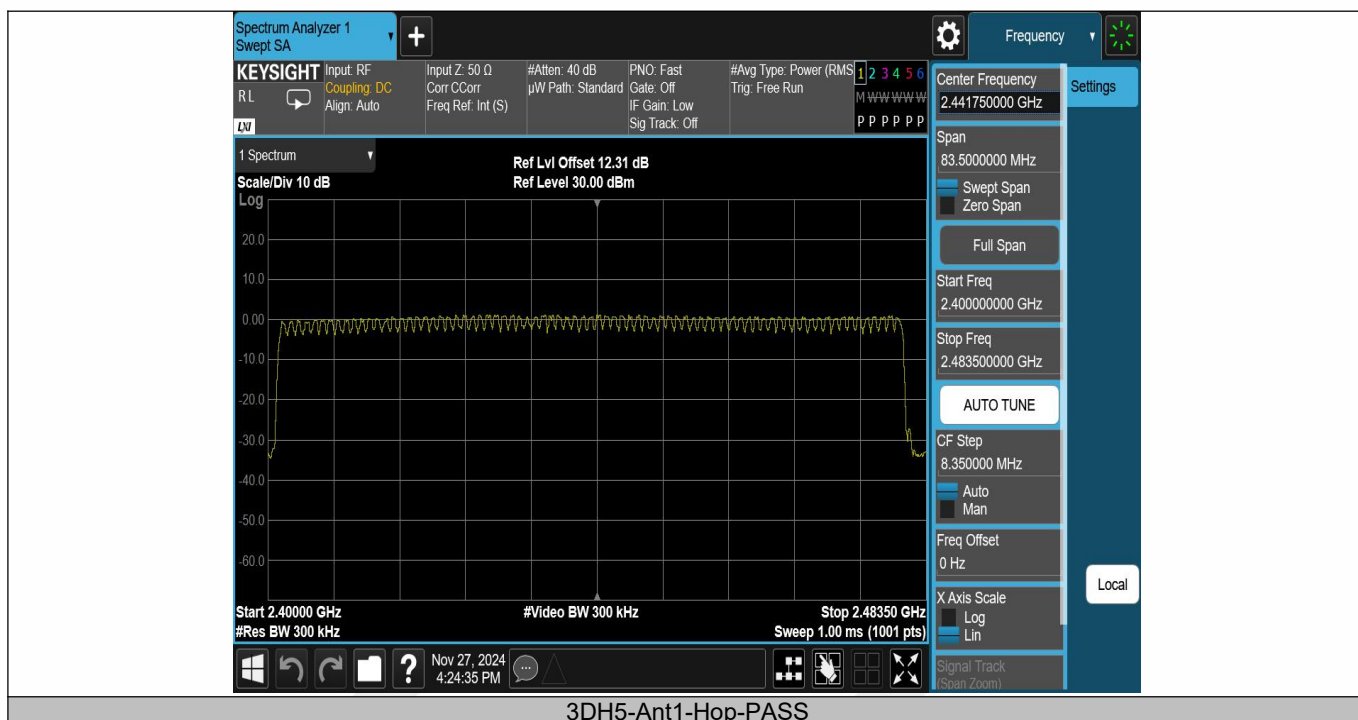 Spectrum Analyzer 1
Swept SA
Frequency
KEYSIGHT
Input: RF
Coupling: DC
Align: Auto
Input Z: 50 Ω
Corr CCorr
Freq Ref: Int (S)
#Atten: 40 dB
µW Path: Standard
PNO: Fast
Gate: Off
IF Gain: Low
Sig Track: Off
#Avg Type: Power (RMS
Trig: Free Run
1 2 3 4 5 6
M W W W W W
P P P P P P
R L
LXI
Center Frequency
2.441750000 GHz
Settings
Span
83.5000000 MHz
Swept Span
Zero Span
Full Span
Start Freq
2.400000000 GHz
Stop Freq
2.483500000 GHz
AUTO TUNE
CF Step
8.350000 MHz
Auto
Man
Freq Offset
0 Hz
X Axis Scale
Log
Lin
Signal Track
(Span Zoom)
Local
1 Spectrum
Scale/Div 10 dB
Log
Ref Lvl Offset 12.31 dB
Ref Level 30.00 dBm
20.0
10.0
0.00
-10.0
-20.0
-30.0
-40.0
-50.0
-60.0
Start 2.40000 GHz
#Res BW 300 kHz
#Video BW 300 kHz
Stop 2.48350 GHz
Sweep 1.00 ms (1001 pts)
Nov 27, 2024
4:24:35 PM
3DH5-Ant1-Hop-PASS